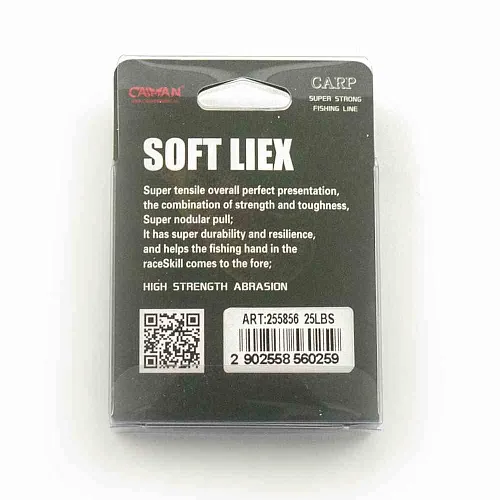 CAIMAN
CARP
SUPER STRONG
FISHING LINE
SOFT LIEX
Super tensile overall perfect presentation,
the combination of strength and toughness,
Super nodular pull;
It has super durability and resilience,
and helps the fishing hand in the
raceSkill comes to the fore;
HIGH STRENGTH ABRASION
ART:255856 25LBS
2 902558 560259